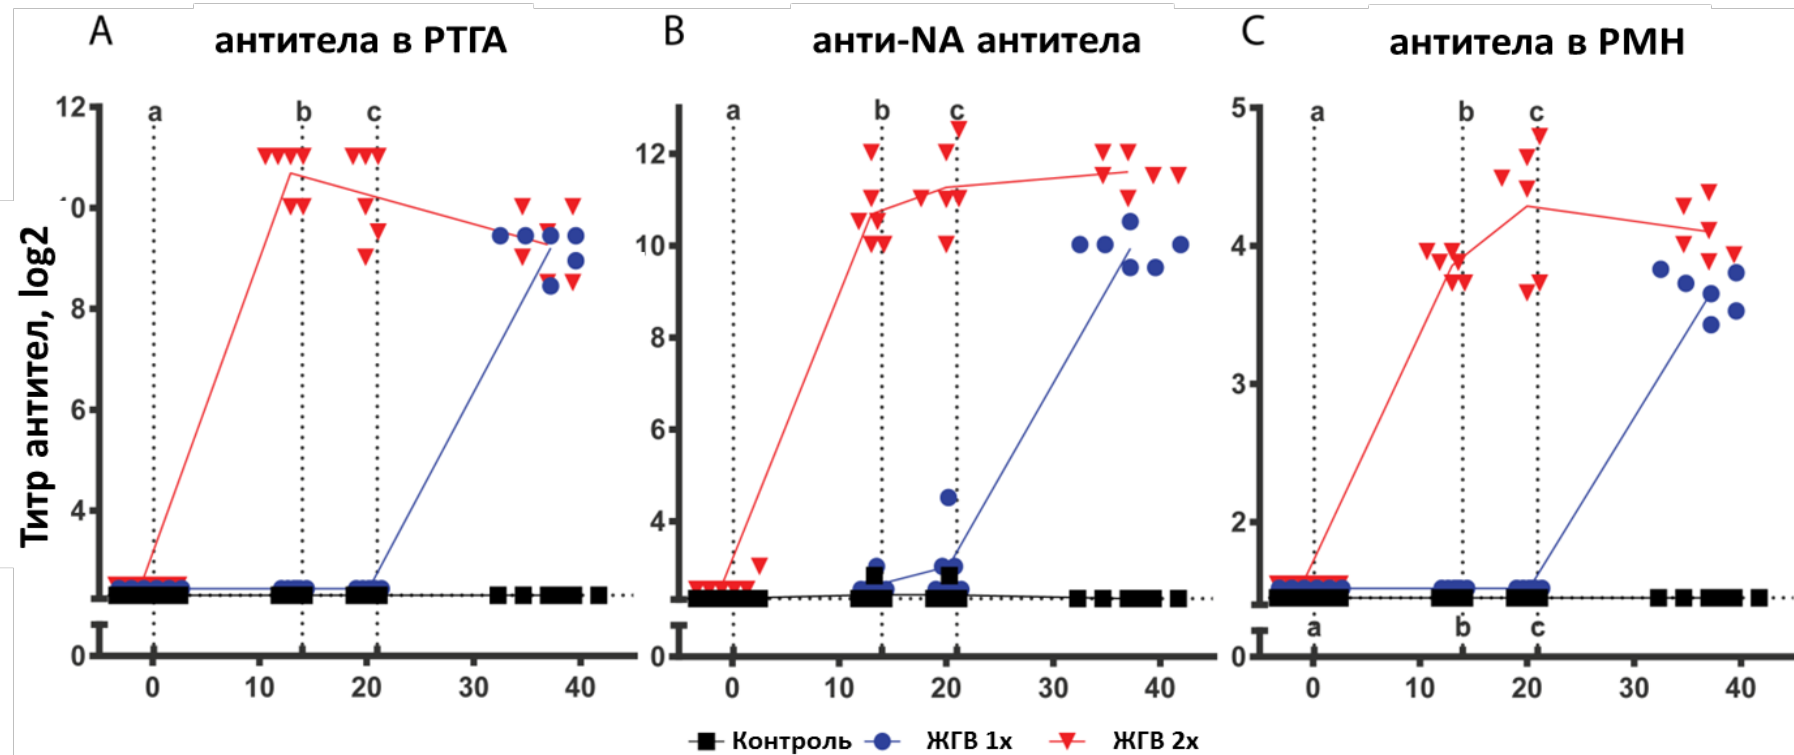 A антитела в РТГА
B анти-NA антитела
C антитела в РМН
Титр антител, log2
12
10
8
6
4
0
a b c
0 10 20 30 40
12
10
8
6
4
0
a b c
0 10 20 30 40
5
4
3
2
0
a b c
a b c
0 10 20 30 40
Контроль ЖГВ 1x ЖГВ 2x